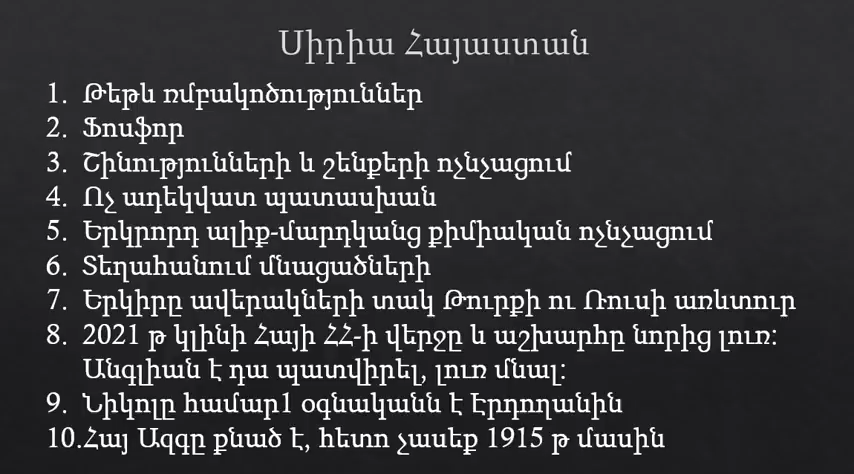 Սիրիա Հայաստան
1. Թեթև ռմբակոծություններ
2. Ֆոսֆոր
3. Շինությունների և շենքերի ոչնչացում
4. Ոչ ադեկվատ պատասխան
5. Երկրորդ ալիք-մարդկանց քիմիական ոչնչացում
6. Տեղահանում մնացածների
7. Երկիրը ավերակների տակ Թուրքի ու Ռուսի առևտուր
8. 2021 թ կլինի Հայի ՀՀ-ի վերջը և աշխարհը նորից լուռ:
Անգլիան է դա պատվիրել, լուռ մնալ:
9. Նիկոլը համար1 օգնականն է Էրդողանին
10.Հայ Ազգը քնած է, հետո չասեք 1915 թ մասին